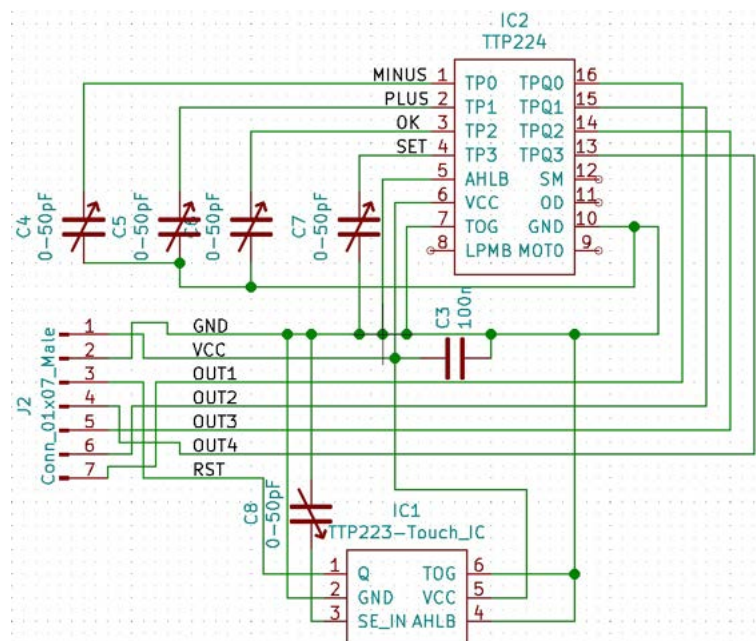 IC2
TTP224
MINUS 1 TP0 TPQ0 16
PLUS 2 TP1 TPQ1 15
OK 3 TP2 TPQ2 14
SET 4 TP3 TPQ3 13
5 AHLB SM 12
6 VCC OD 11
7 TOG GND 10
8 LPMB MOT0 9
C4
0-50pF
C5
0-50pF
0-50pF
C7
0-50pF
C3
100n
J2
Conn_01x07_Male
1 GND
2 VCC
3 OUT1
4 OUT2
5 OUT3
6 OUT4
7 RST
C8
0-50pF
IC1
TTP223-Touch_IC
1 Q TOG 6
2 GND VCC 5
3 SE_IN AHLB 4